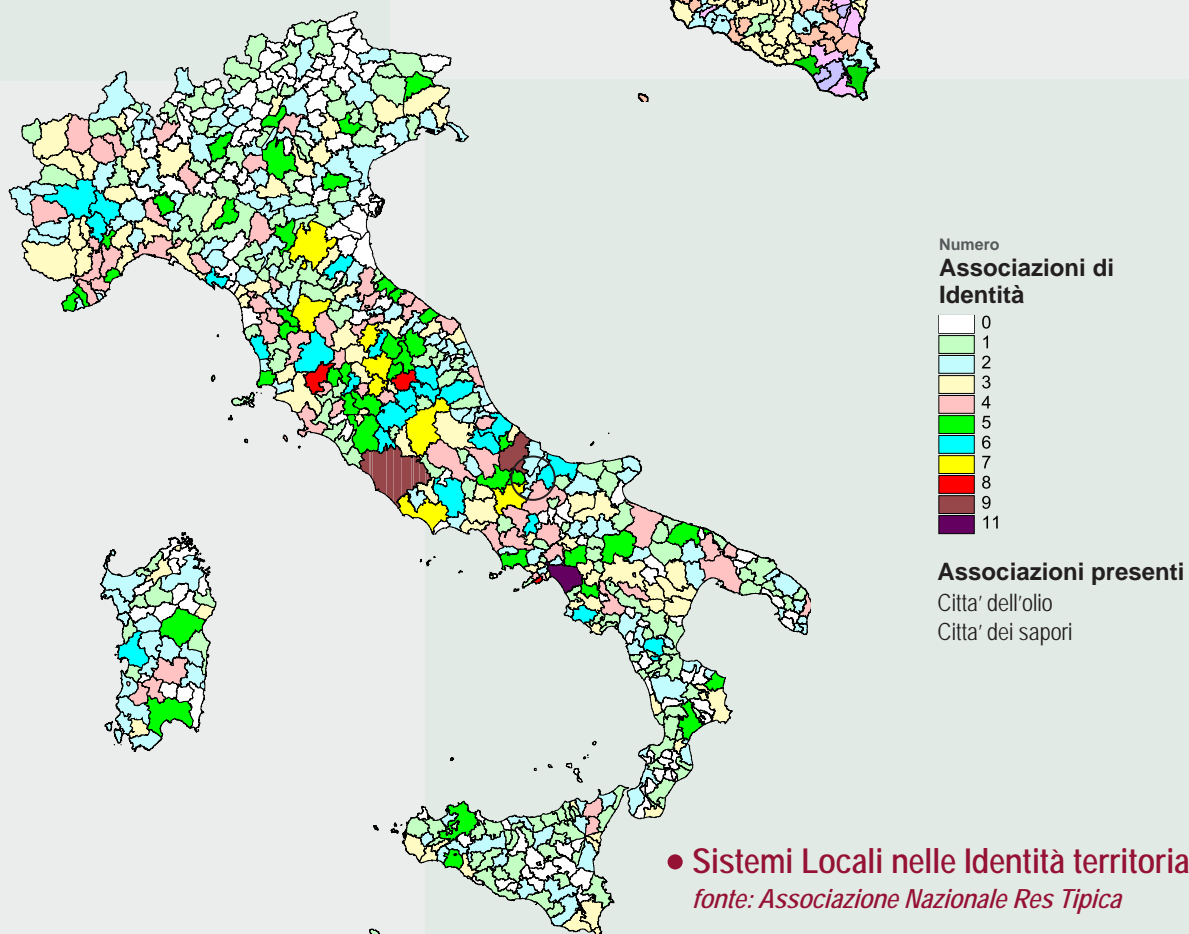 Numero
Associazioni di
Identità
0
1
2
3
4
5
6
7
8
9
11
Associazioni presenti
Citta' dell'olio
Citta' dei sapori
• Sistemi Locali nelle Identità territoria
fonte: Associazione Nazionale Res Tipica